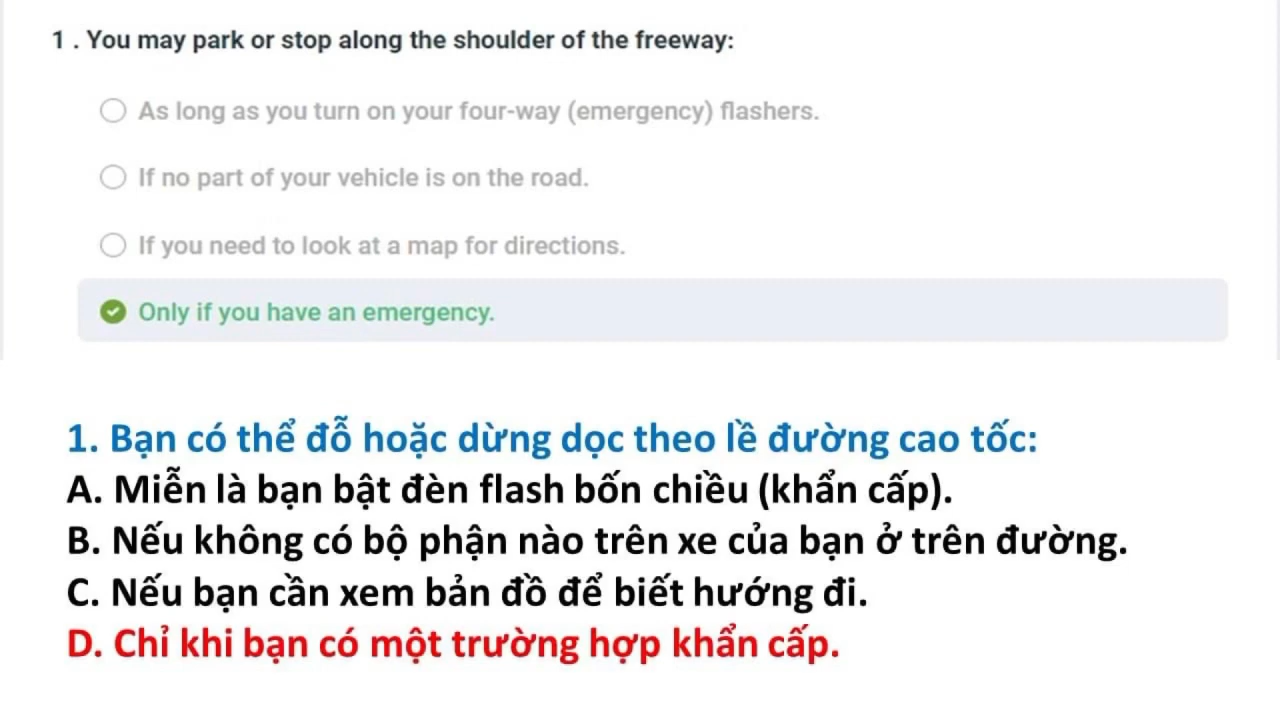 1 . You may park or stop along the shoulder of the freeway:
As long as you turn on your four-way (emergency) flashers.
If no part of your vehicle is on the road.
If you need to look at a map for directions.
Only if you have an emergency.
1. Bạn có thể đỗ hoặc dừng dọc theo lề đường cao tốc:
A. Miễn là bạn bật đèn flash bốn chiều (khẩn cấp).
B. Nếu không có bộ phận nào trên xe của bạn ở trên đường.
C. Nếu bạn cần xem bản đồ để biết hướng đi.
D. Chỉ khi bạn có một trường hợp khẩn cấp.